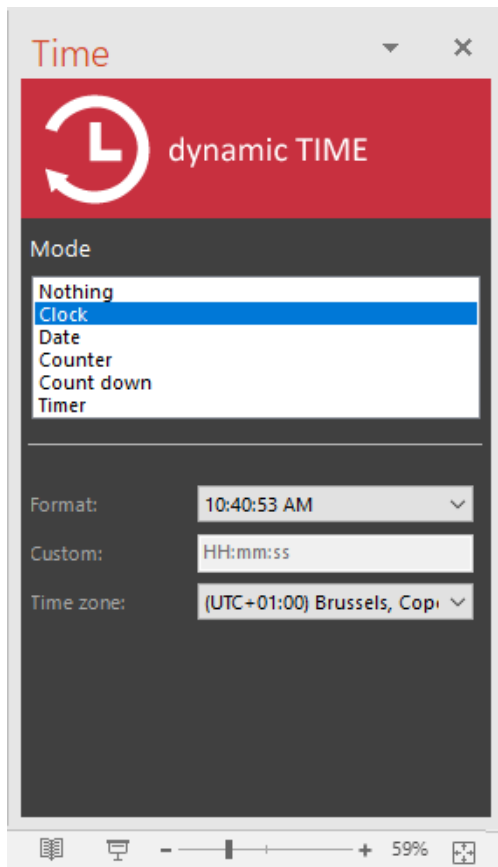 Time
dynamic TIME
Mode
Nothing
Clock
Date
Counter
Count down
Timer
Format: 10:40:53 AM
Custom: HH:mm:ss
Time zone: (UTC+01:00) Brussels, Cop
59%